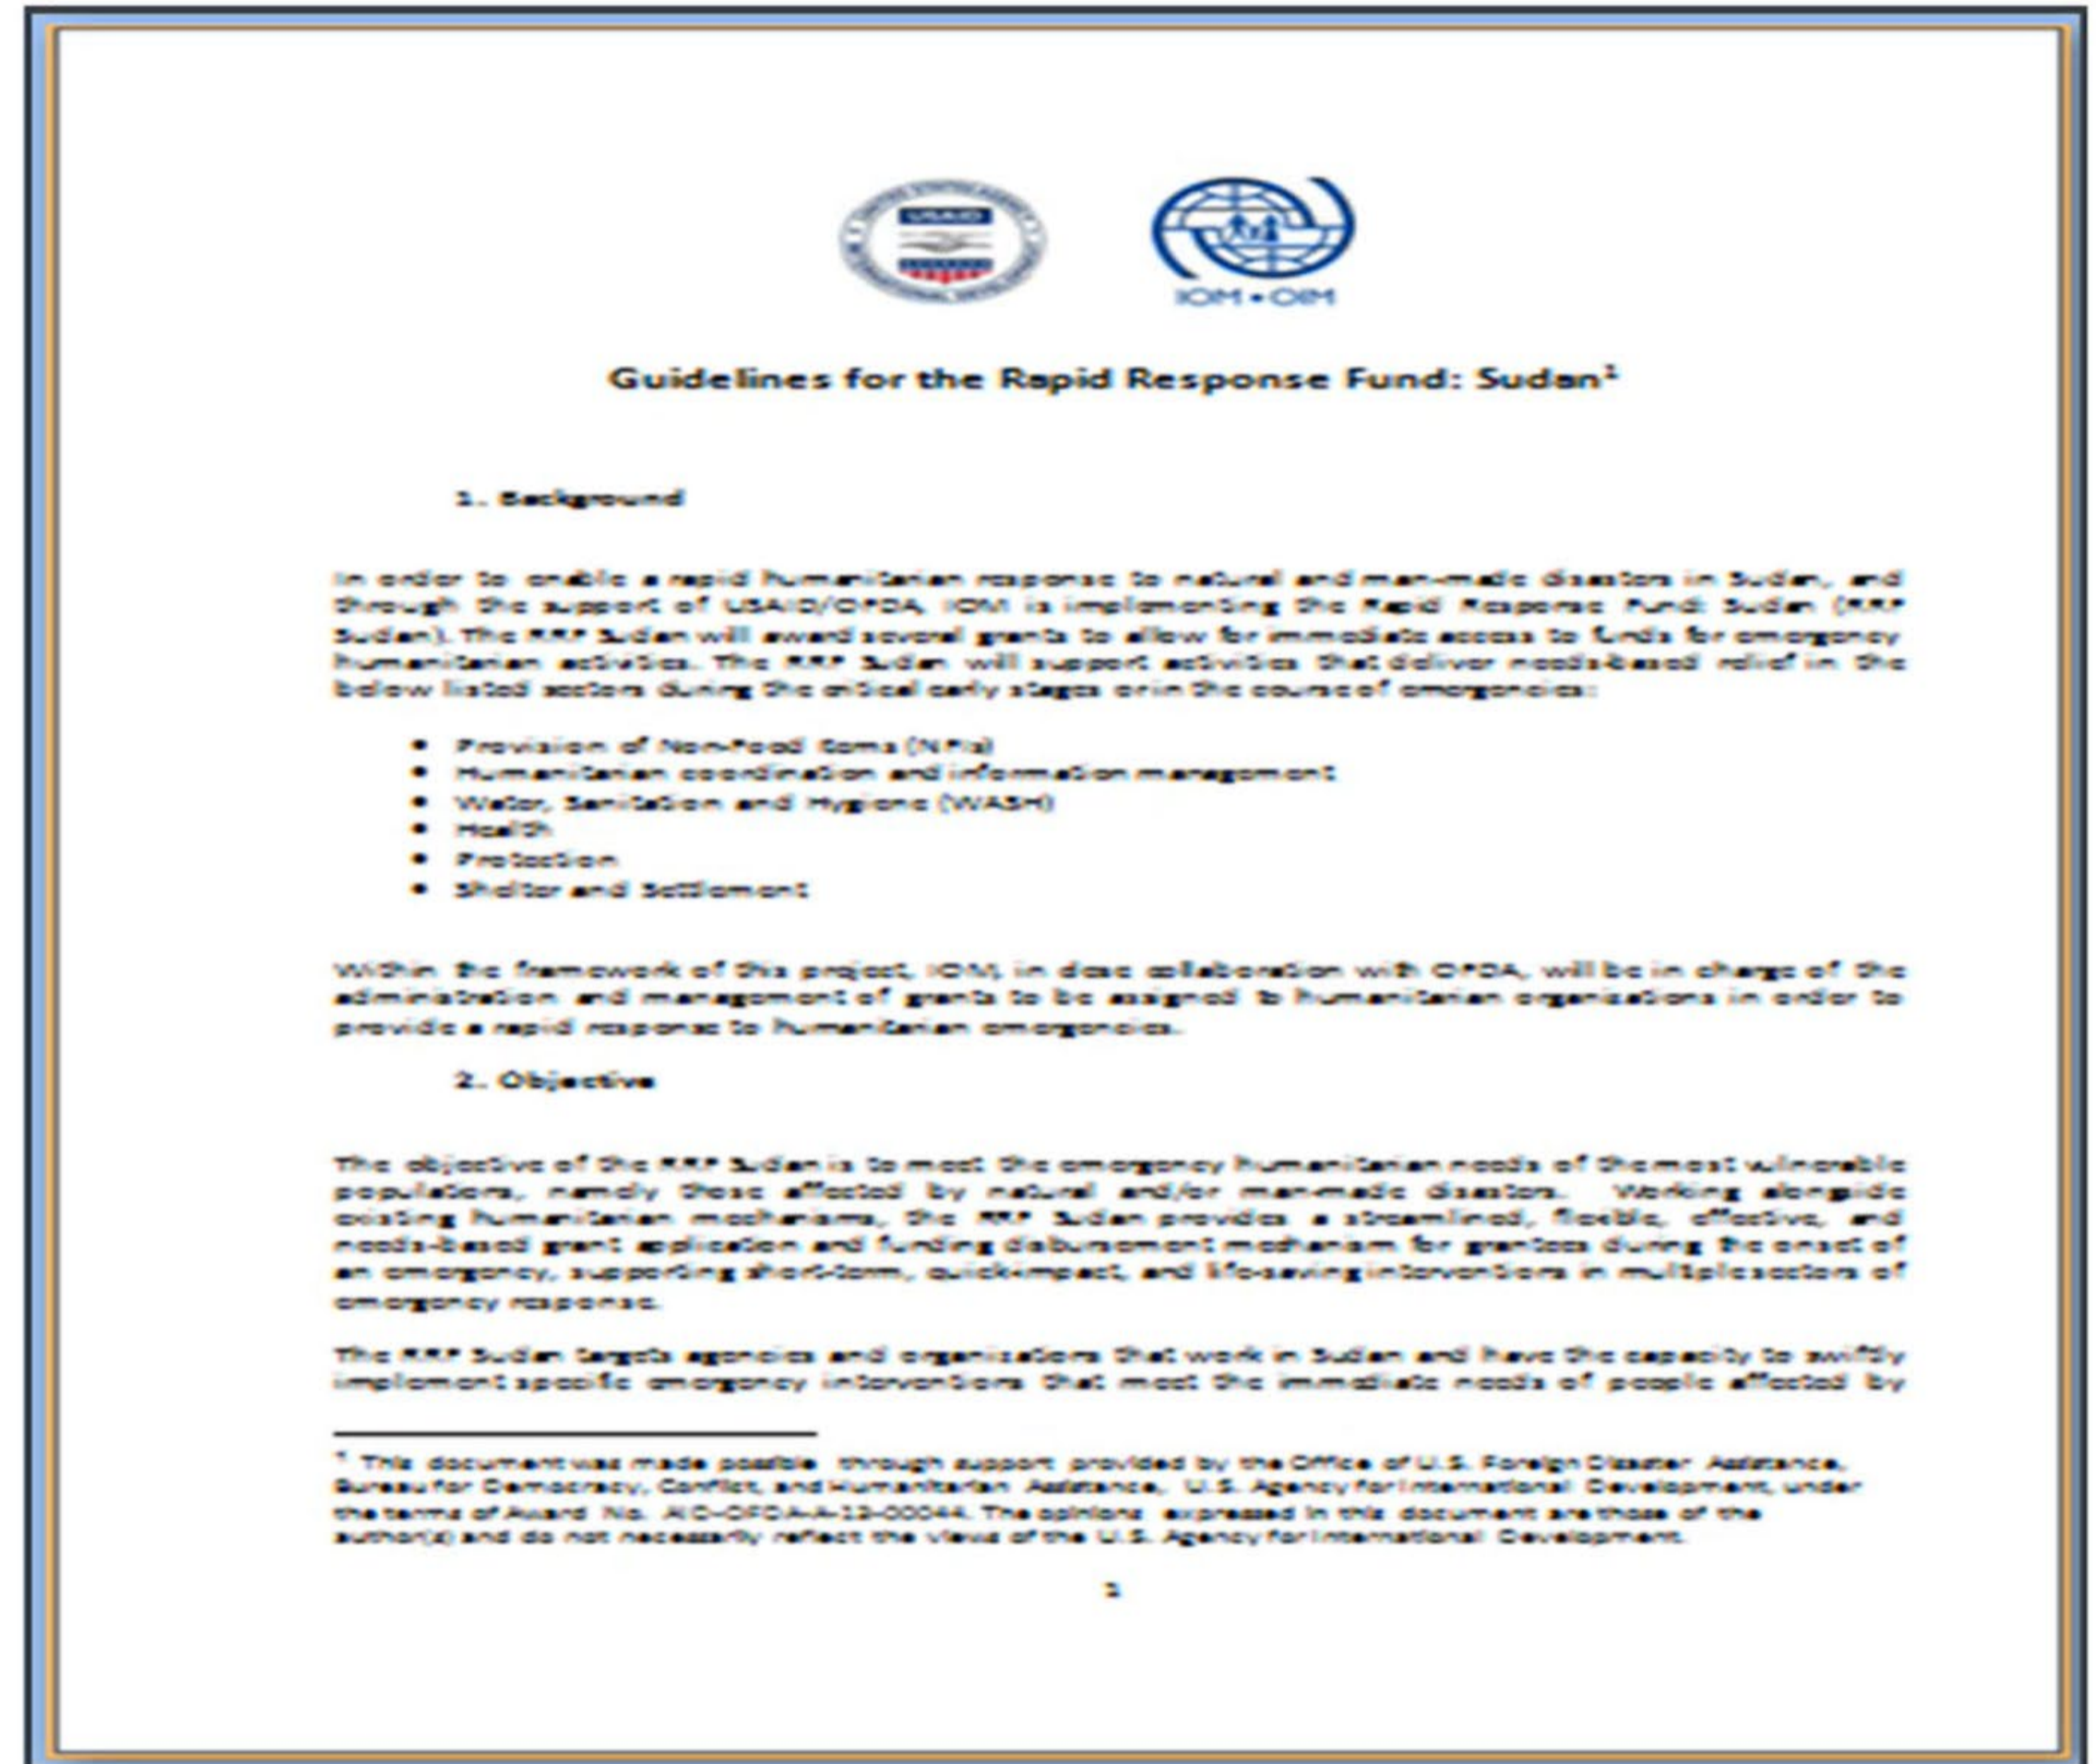 USAID
IOM • OIM
Guidelines for the Rapid Response Fund: Sudan¹
1. Background
In order to enable a rapid humanitarian response to natural and man-made disasters in Sudan, and
through the support of USAID/OFDA, IOM is implementing the Rapid Response Fund: Sudan (RRF
Sudan). The RRF Sudan will award several grants to allow for immediate access to funds for emergency
humanitarian activities. The RRF Sudan will support activities that deliver needs-based relief in the
below listed sectors during the critical early stages or in the course of emergencies:
• Provision of Non-Food Items (NFIs)
• Humanitarian coordination and information management
• Water, Sanitation and Hygiene (WASH)
• Health
• Protection
• Shelter and Settlement
Within the framework of this project, IOM, in close collaboration with OFDA, will be in charge of the
administration and management of grants to be assigned to humanitarian organizations in order to
provide a rapid response to humanitarian emergencies.
2. Objective
The objective of the RRF Sudan is to meet the emergency humanitarian needs of the most vulnerable
populations, namely those affected by natural and/or man-made disasters. Working alongside
existing humanitarian mechanisms, the RRF Sudan provides a streamlined, flexible, effective, and
needs-based grant application and funding disbursement mechanism for grantees during the onset of
an emergency, supporting short-term, quick-impact, and life-saving interventions in multiple sectors of
emergency response.
The RRF Sudan targets agencies and organizations that work in Sudan and have the capacity to swiftly
implement specific emergency interventions that meet the immediate needs of people affected by
¹ This document was made possible through support provided by the Office of U.S. Foreign Disaster Assistance,
Bureau for Democracy, Conflict, and Humanitarian Assistance, U.S. Agency for International Development, under
the terms of Award No. The opinions expressed in this document are those of the
author(s) and do not necessarily reflect the views of the U.S. Agency for International Development.
1